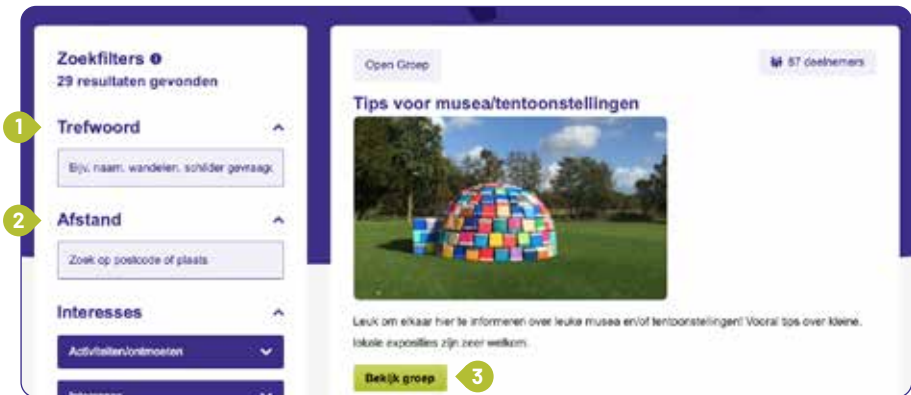 Zoekfilters
29 resultaten gevonden
1
Trefwoord
Bijv. naam, wandelen, schilder gevraagd
2
Afstand
Zoek op postcode of plaats
Interesses
Activiteiten/ontmoeten
Interesses
Open Groep
67 deelnemers
Tips voor musea/tentoonstellingen
Leuk om elkaar hier te informeren over leuke musea en/of tentoonstellingen! Vooral tips over kleine,
lokale exposities zijn zeer welkom.
Bekijk groep
3